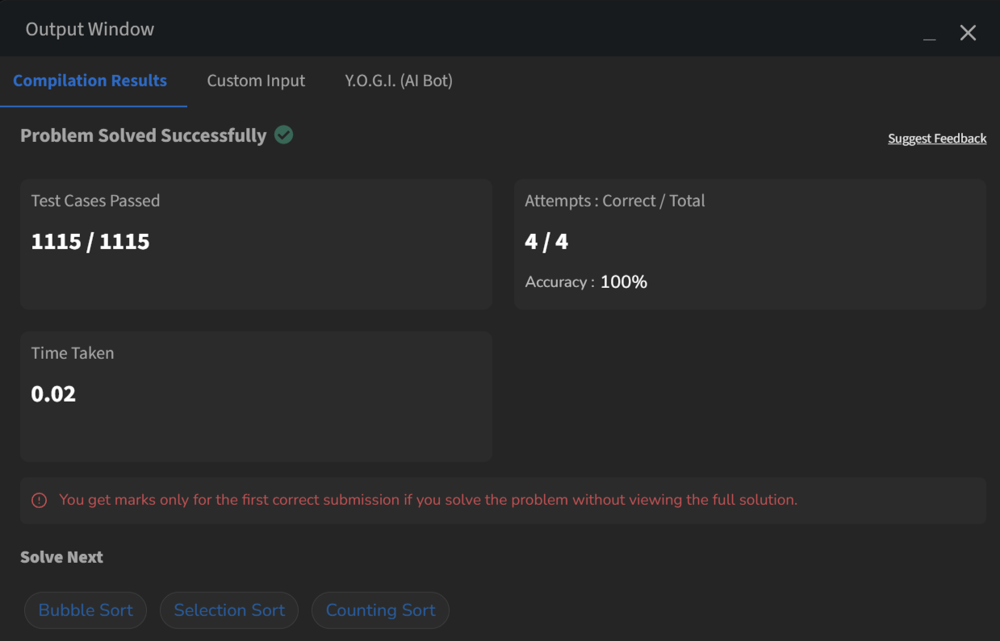 Output Window
Compilation Results
Custom Input
Y.O.G.I. (AI Bot)
Problem Solved Successfully
Suggest Feedback
Test Cases Passed
1115 / 1115
Attempts : Correct / Total
4 / 4
Accuracy : 100%
Time Taken
0.02
You get marks only for the first correct submission if you solve the problem without viewing the full solution.
Solve Next
Bubble Sort
Selection Sort
Counting Sort